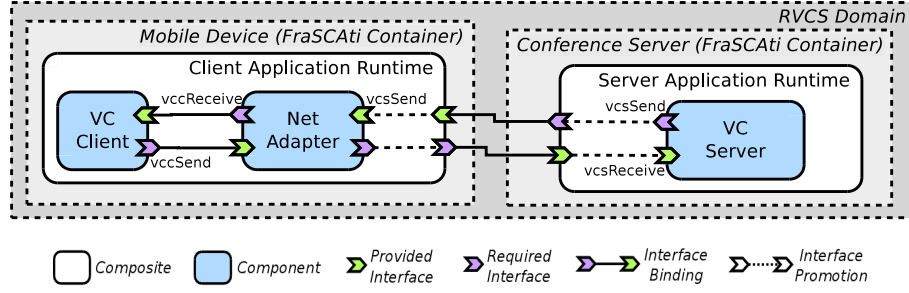 RVCS Domain
Mobile Device (FraSCAti Container)
Conference Server (FraSCAti Container)
Client Application Runtime
Server Application Runtime
vccReceive
vcsSend
VC
Client
Net
Adapter
vccSend
vcsSend
VC
Server
vcsReceive
Composite
Component
Provided
Interface
Required
Interface
Interface
Binding
Interface
Promotion